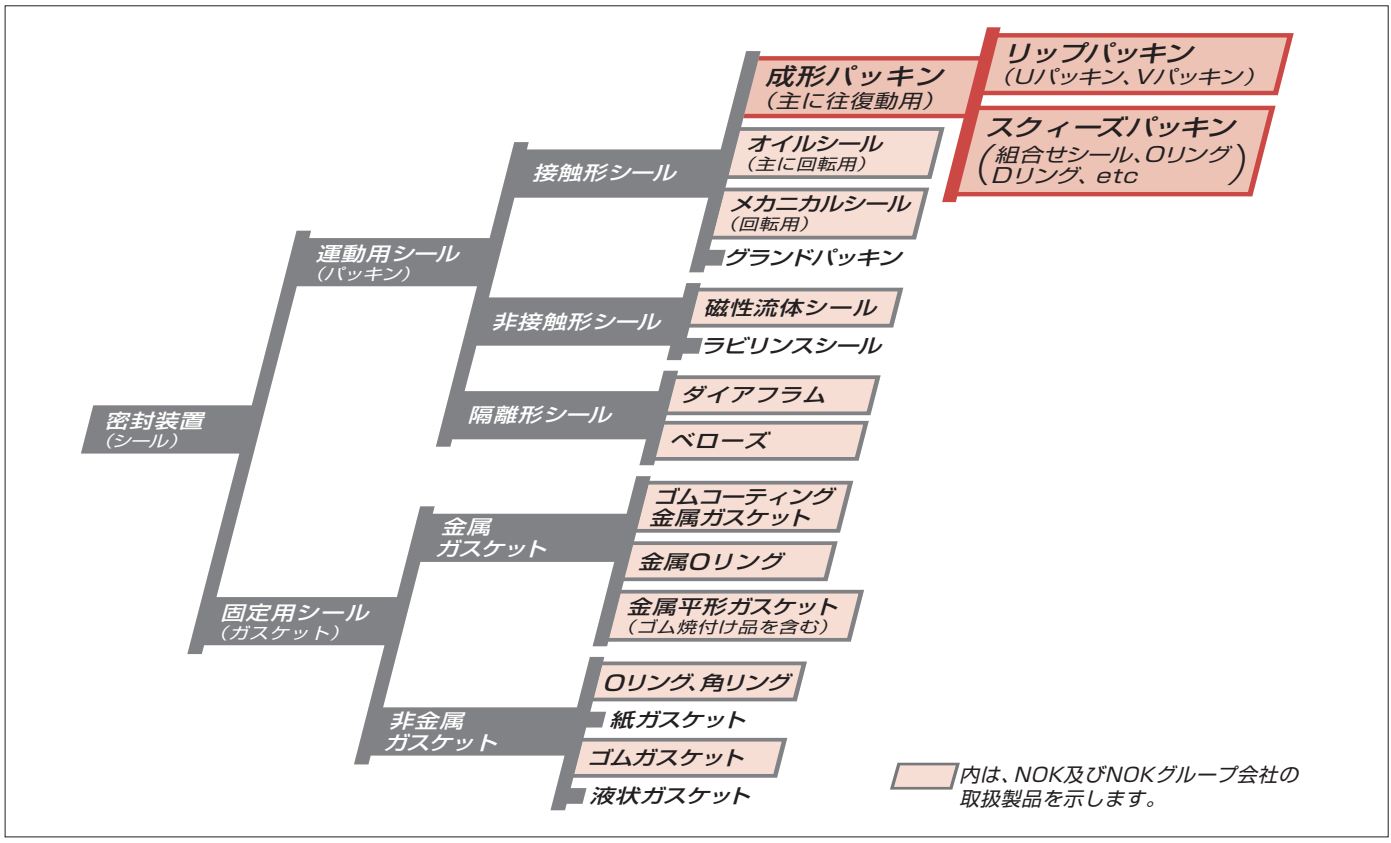 密封装置
(シール)
運動用シール
(パッキン)
接触形シール
成形パッキン
(主に往復動用)
リップパッキン
(Uパッキン、Vパッキン)
スクィーズパッキン
(組合せシール、Oリング
Dリング、etc)
オイルシール
(主に回転用)
メカニカルシール
(回転用)
グランドパッキン
非接触形シール
磁性流体シール
ラビリンスシール
隔離形シール
ダイアフラム
ベローズ
固定用シール
(ガスケット)
金属
ガスケット
ゴムコーティング
金属ガスケット
金属Oリング
金属平形ガスケット
(ゴム焼付け品を含む)
非金属
ガスケット
Oリング、角リング
紙ガスケット
ゴムガスケット
液状ガスケット
内は、NOK及びNOKグループ会社の
取扱製品を示します。